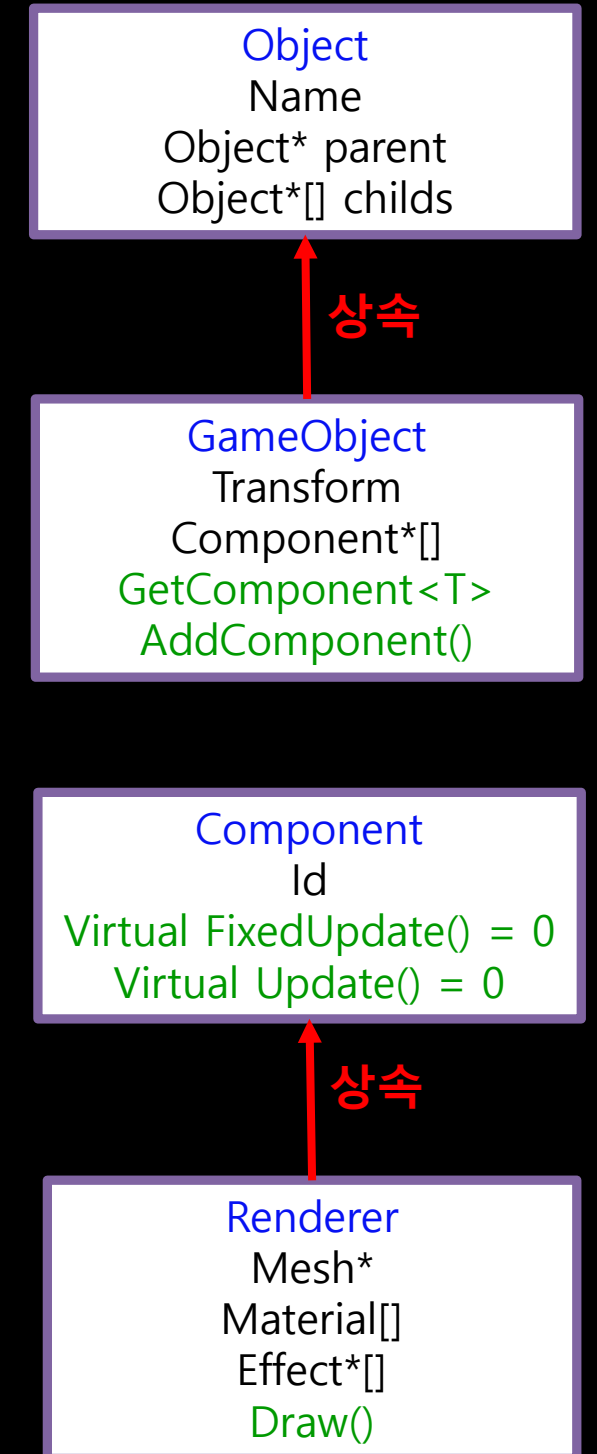 Object
Name
Object* parent
Object*[] childs
상속
GameObject
Transform
Component*[]
GetComponent<T>
AddComponent()
Component
Id
Virtual FixedUpdate() = 0
Virtual Update() = 0
상속
Renderer
Mesh*
Material[]
Effect*[]
Draw()